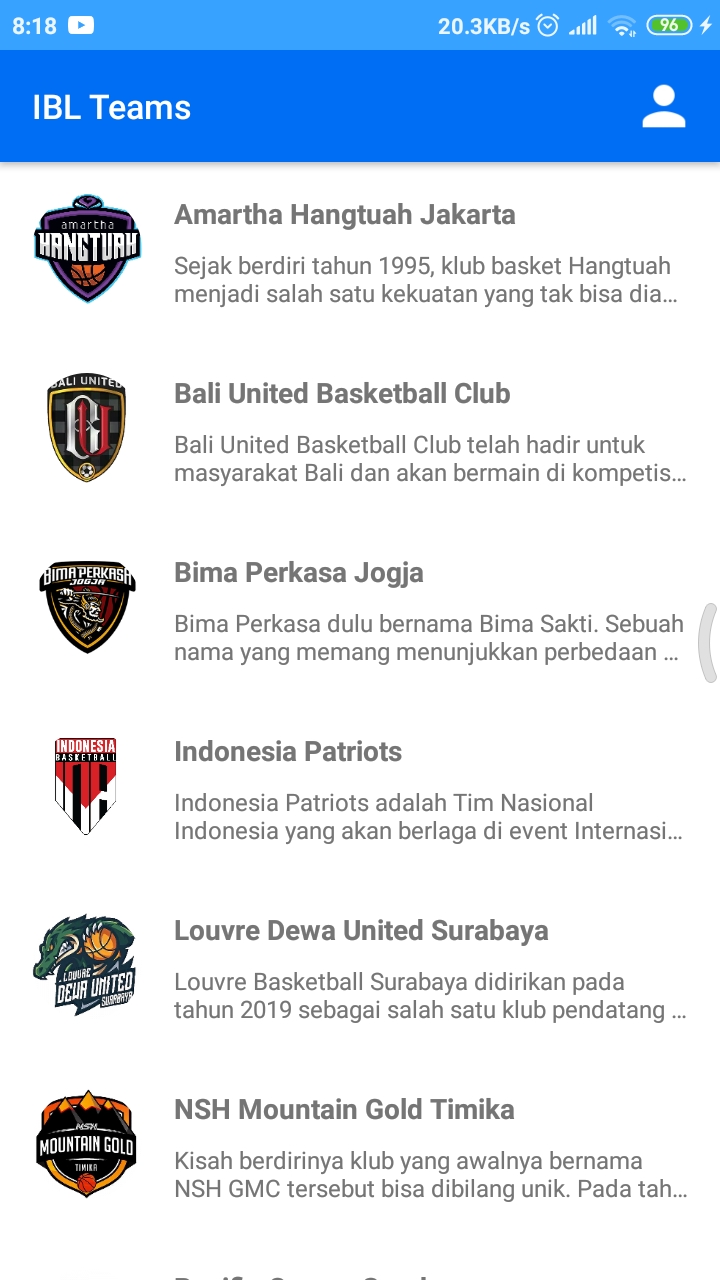 8:18 20.3KB/s 96
IBL Teams
amartha
HANGTUAH
Amartha Hangtuah Jakarta
Sejak berdiri tahun 1995, klub basket Hangtuah
menjadi salah satu kekuatan yang tak bisa dia…
BALI UNITED
Bali United Basketball Club
Bali United Basketball Club telah hadir untuk
masyarakat Bali dan akan bermain di kompetis…
BIMA PERKASA
JOGJA
Bima Perkasa Jogja
Bima Perkasa dulu bernama Bima Sakti. Sebuah
nama yang memang menunjukkan perbedaan …
INDONESIA
BASKETBALL
Indonesia Patriots
Indonesia Patriots adalah Tim Nasional
Indonesia yang akan berlaga di event Internasi…
LOUVRE
DEWA UNITED
SURABAYA
Louvre Dewa United Surabaya
Louvre Basketball Surabaya didirikan pada
tahun 2019 sebagai salah satu klub pendatang …
NSH
MOUNTAIN GOLD
TIMIKA
NSH Mountain Gold Timika
Kisah berdirinya klub yang awalnya bernama
NSH GMC tersebut bisa dibilang unik. Pada tah…